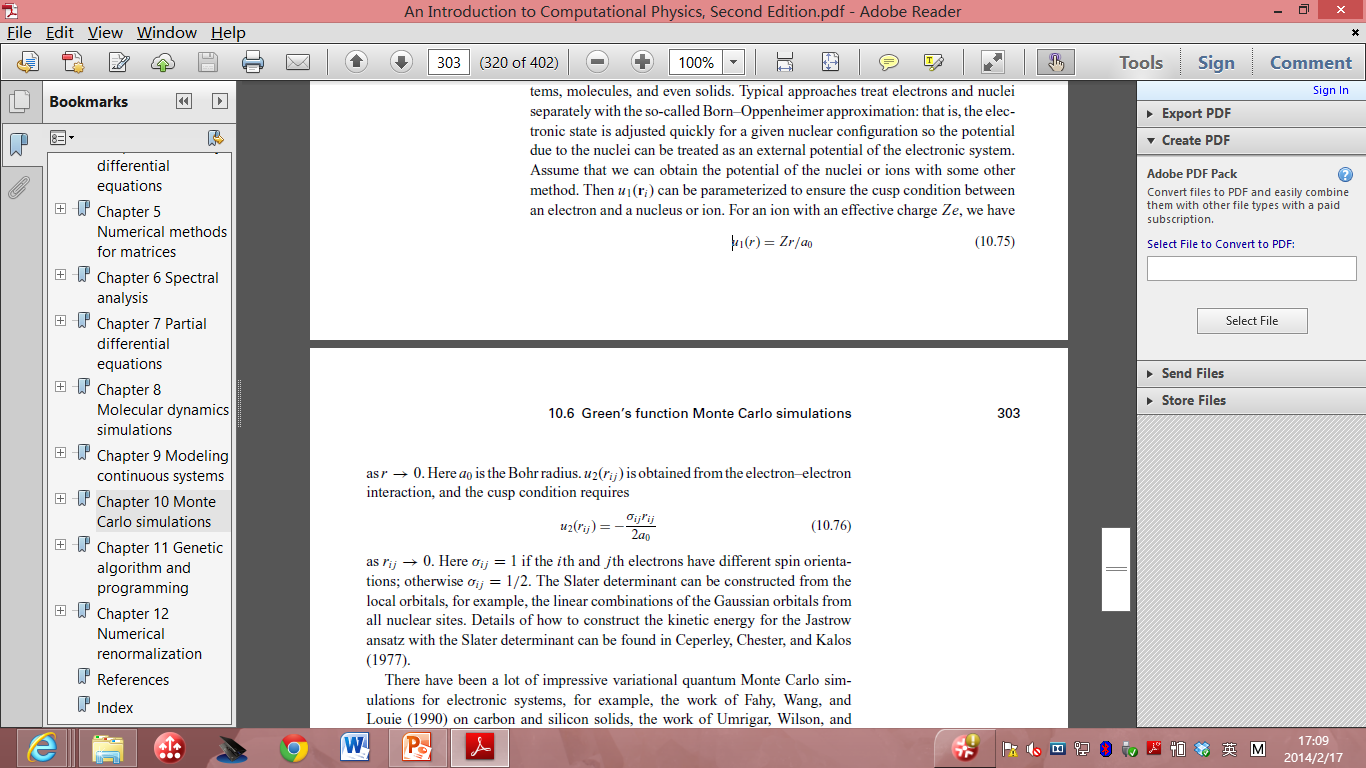 An Introduction to Computational Physics, Second Edition.pdf - Adobe Reader
File Edit View Window Help
303 (320 of 402) 100% Tools Sign Comment
Bookmarks
differential
equations
Chapter 5
Numerical methods
for matrices
Chapter 6 Spectral
analysis
Chapter 7 Partial
differential
equations
Chapter 8
Molecular dynamics
simulations
Chapter 9 Modeling
continuous systems
Chapter 10 Monte
Carlo simulations
Chapter 11 Genetic
algorithm and
programming
Chapter 12
Numerical
renormalization
References
Index
tems, molecules, and even solids. Typical approaches treat electrons and nuclei
separately with the so-called Born–Oppenheimer approximation: that is, the elec-
tronic state is adjusted quickly for a given nuclear configuration so the potential
due to the nuclei can be treated as an external potential of the electronic system.
Assume that we can obtain the potential of the nuclei or ions with some other
method. Then u₁(rᵢ) can be parameterized to ensure the cusp condition between
an electron and a nucleus or ion. For an ion with an effective charge Ze, we have
u₁(r) = Zr/a₀ (10.75)
10.6 Green's function Monte Carlo simulations 303
as r → 0. Here a₀ is the Bohr radius. u₂(rᵢⱼ) is obtained from the electron–electron
interaction, and the cusp condition requires
u₂(rᵢⱼ) = −σᵢⱼrᵢⱼ/2a₀ (10.76)
as rᵢⱼ → 0. Here σᵢⱼ = 1 if the ith and jth electrons have different spin orienta-
tions; otherwise σᵢⱼ = 1/2. The Slater determinant can be constructed from the
local orbitals, for example, the linear combinations of the Gaussian orbitals from
all nuclear sites. Details of how to construct the kinetic energy for the Jastrow
ansatz with the Slater determinant can be found in Ceperley, Chester, and Kalos
(1977).
There have been a lot of impressive variational quantum Monte Carlo sim-
ulations for electronic systems, for example, the work of Fahy, Wang, and
Louie (1990) on carbon and silicon solids, the work of Umrigar, Wilson, and
Sign In
Export PDF
Create PDF
Adobe PDF Pack
Convert files to PDF and easily combine
them with other file types with a paid
subscription.
Select File to Convert to PDF:
Select File
Send Files
Store Files
英 M
17:09
2014/2/17